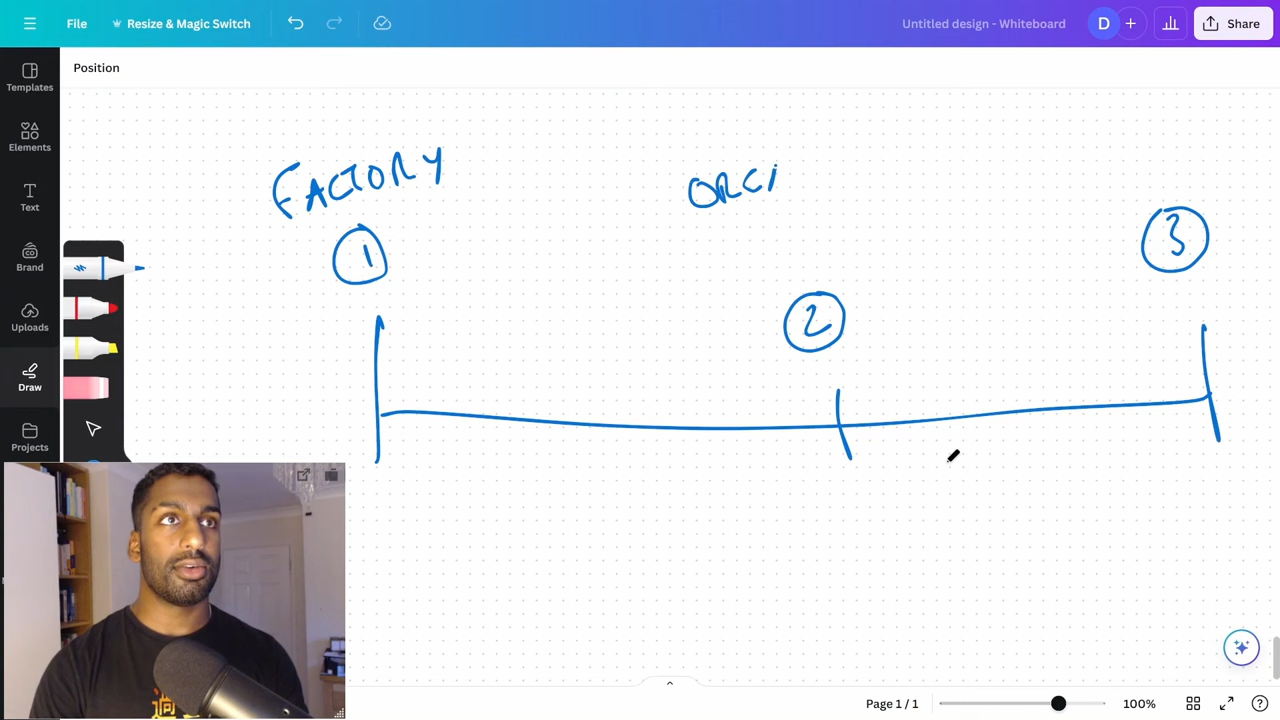 File Resize & Magic Switch Untitled design - Whiteboard D + Share
Position
Templates
Elements
Text
Brand
Uploads
Draw
Projects
FACTORY
ORCI
1
2
3
Page 1 / 1
100%